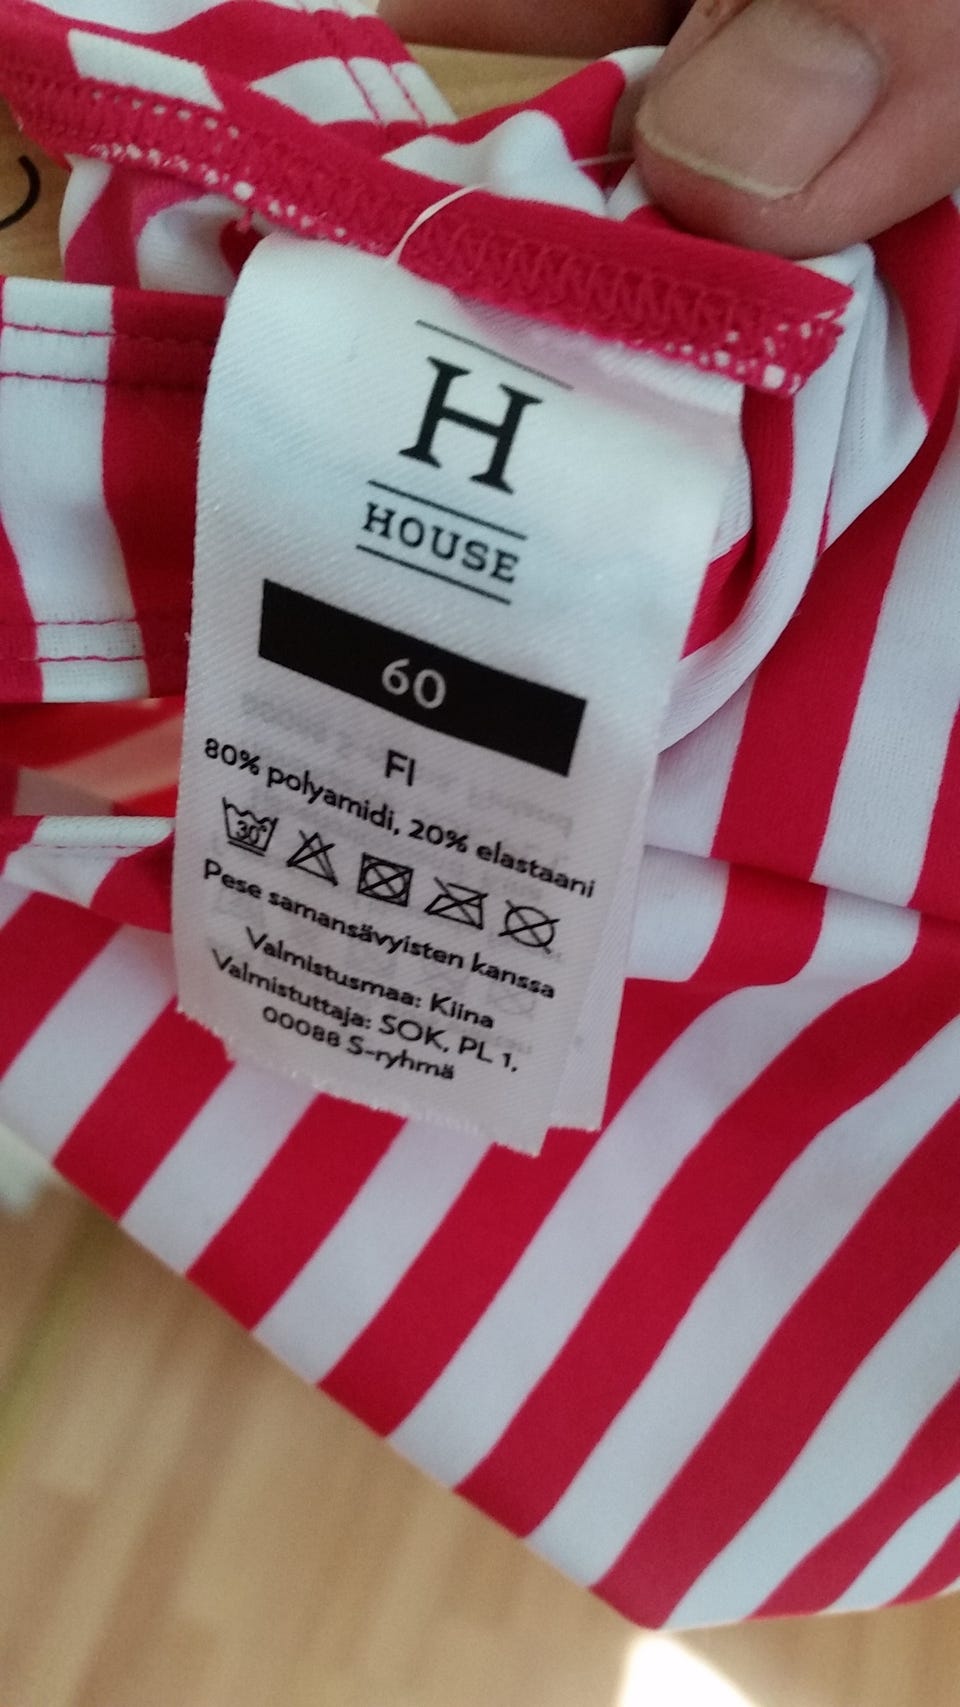 H
HOUSE
60
FI
80% polyamidi, 20% elastaani
30°
Pese samansävyisten kanssa
Valmistusmaa: Kiina
Valmistuttaja: SOK, PL 1,
00088 S-ryhmä